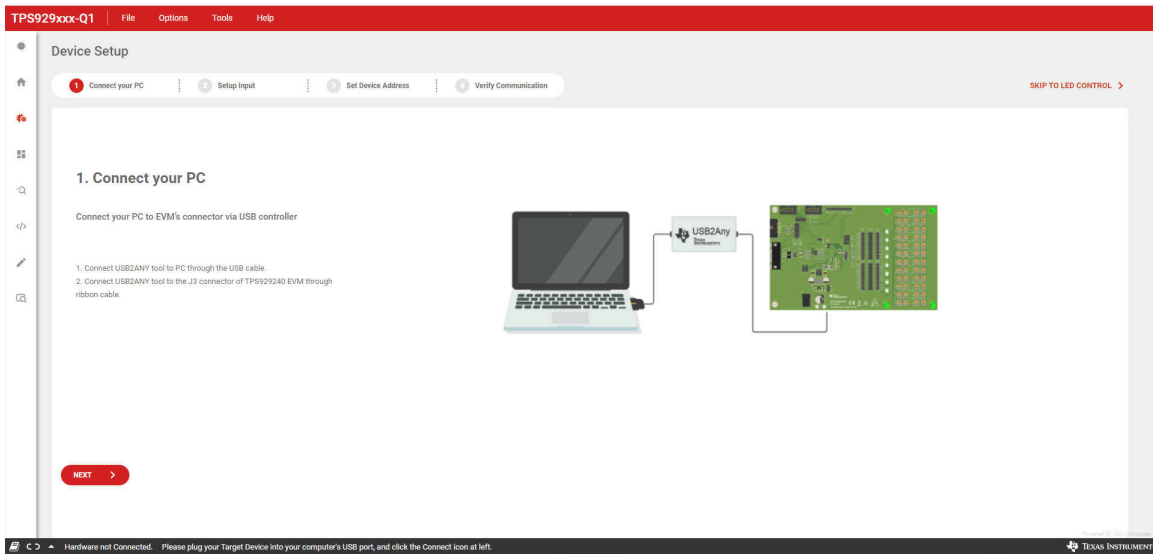 TPS929xxx-Q1 File Options Tools Help
Device Setup
1 Connect your PC 2 Setup Input 3 Set Device Address 4 Verify Communication
SKIP TO LED CONTROL
1. Connect your PC
Connect your PC to EVM's connector via USB controller
1. Connect USB2ANY tool to PC through the USB cable.
2. Connect USB2ANY tool to the J3 connector of TPS929240 EVM through
ribbon cable.
USB2Any
TEXAS
INSTRUMENTS
NEXT
Hardware not Connected. Please plug your Target Device into your computer's USB port, and click the Connect icon at left.
TEXAS INSTRUMENT